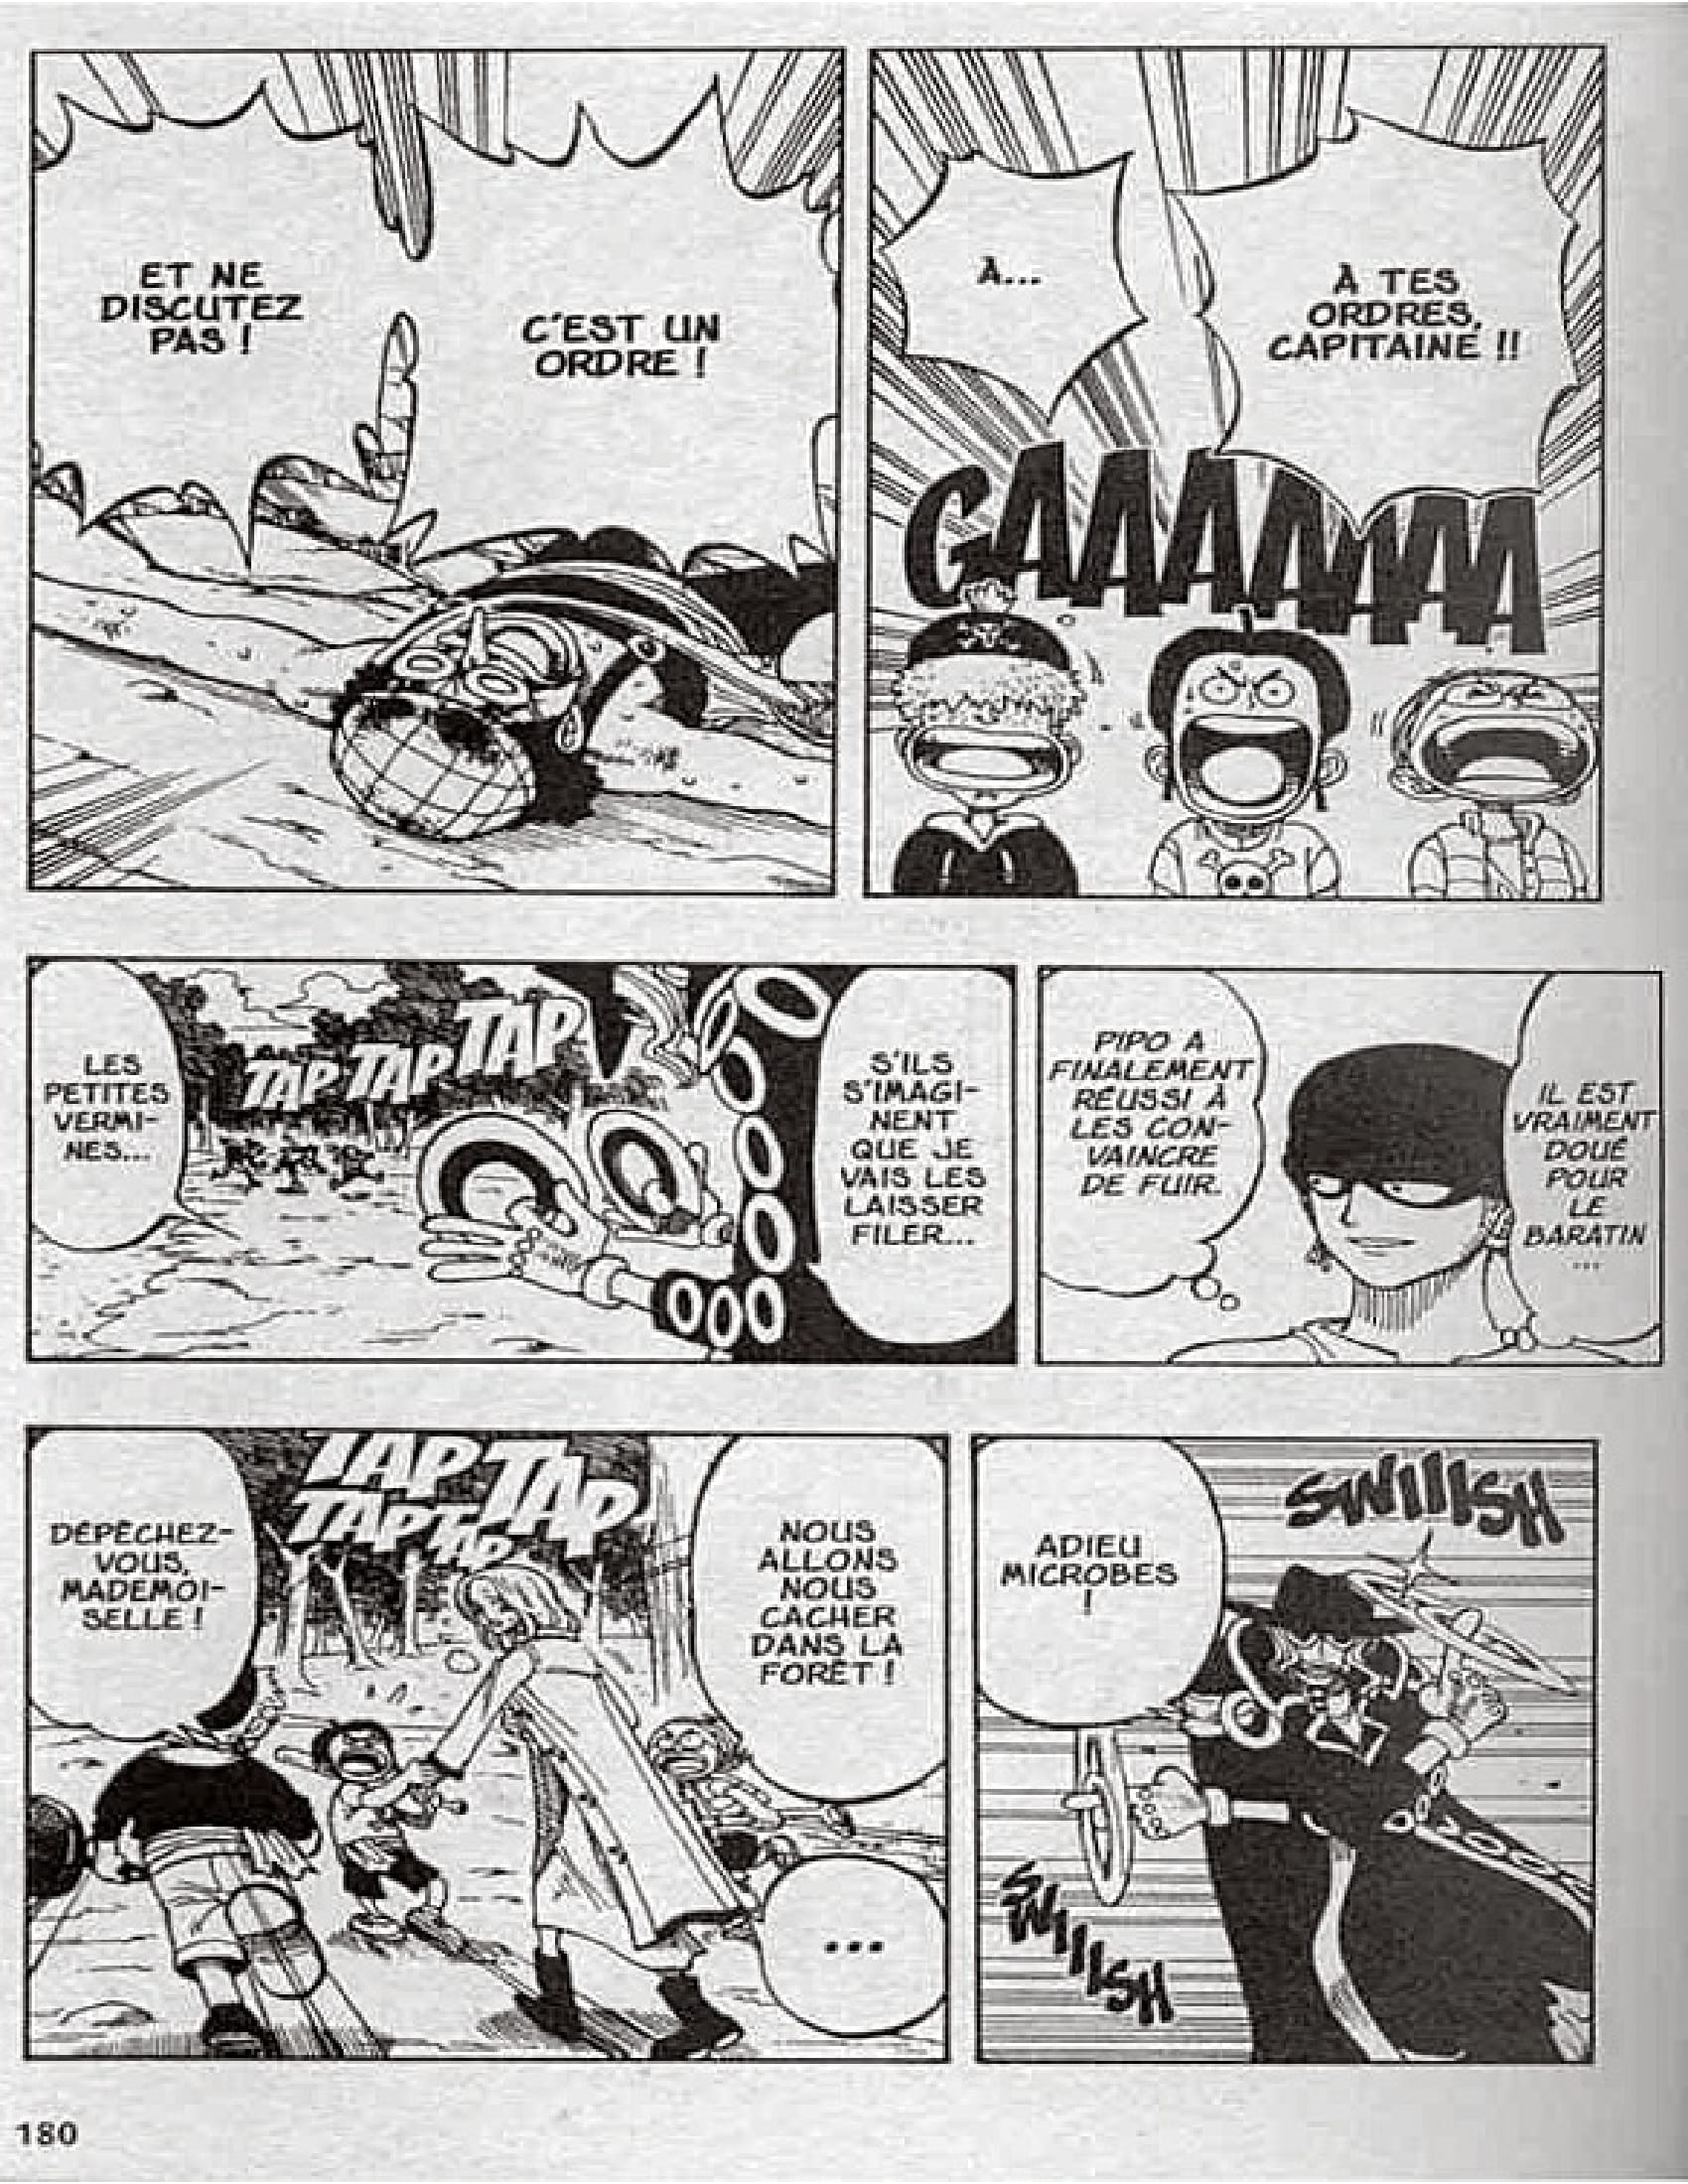 À TES
ORDRES,
CAPITAINE !!
À...
GAAAAAAA
C'EST UN
ORDRE !
ET NE
DISCUTEZ
PAS !
IL EST
VRAIMENT
DOUÉ
POUR
LE
BARATIN
...
PIPO A
FINALEMENT
RÉUSSI À
LES CON-
VAINCRE
DE FUIR.
S'ILS
S'IMAGI-
NENT
QUE JE
VAIS LES
LAISSER
FILER...
TAP TAP TAP
LES
PETITES
VERMI-
NES...
SWIIISH
ADIEU
MICROBES
!
SWIIISH
NOUS
ALLONS
NOUS
CACHER
DANS LA
FORÊT !
TAP TAP
TAP TAP
DÉPÊCHEZ-
VOUS,
MADEMOI-
SELLE !
...
180